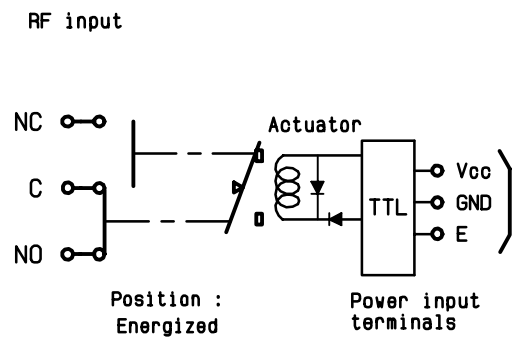 RF input
NC
Actuator
Vcc
C
TTL
GND
E
NO
Position :
Energized
Power input
terminals